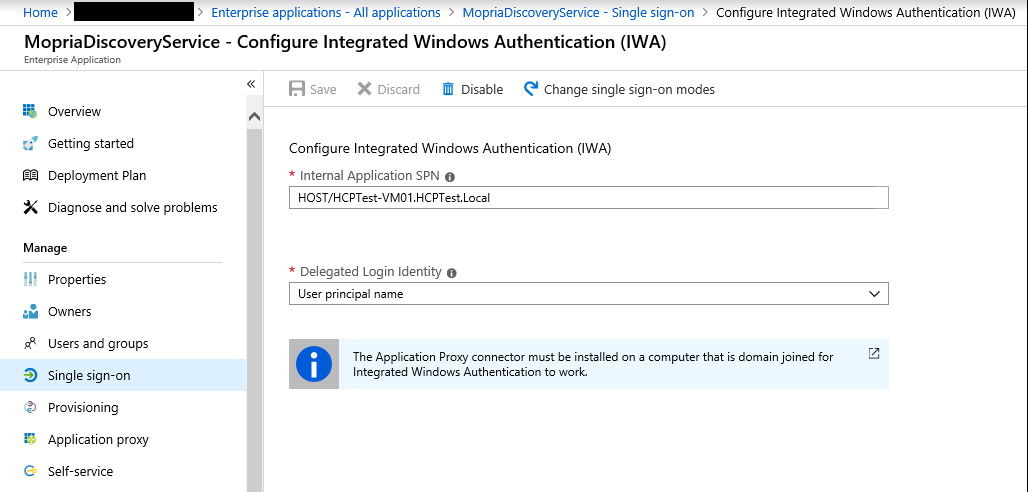 Home > > Enterprise applications - All applications > MopriaDiscoveryService - Single sign-on > Configure Integrated Windows Authentication (IWA)
MopriaDiscoveryService - Configure Integrated Windows Authentication (IWA)
Enterprise Application
«
Save Discard Disable Change single sign-on modes
Overview
Getting started
Deployment Plan
Diagnose and solve problems
Manage
Properties
Owners
Users and groups
Single sign-on
Provisioning
Application proxy
Self-service
Configure Integrated Windows Authentication (IWA)
* Internal Application SPN
HOST/HCPTest-VM01.HCPTest.Local
* Delegated Login Identity
User principal name
The Application Proxy connector must be installed on a computer that is domain joined for
Integrated Windows Authentication to work.